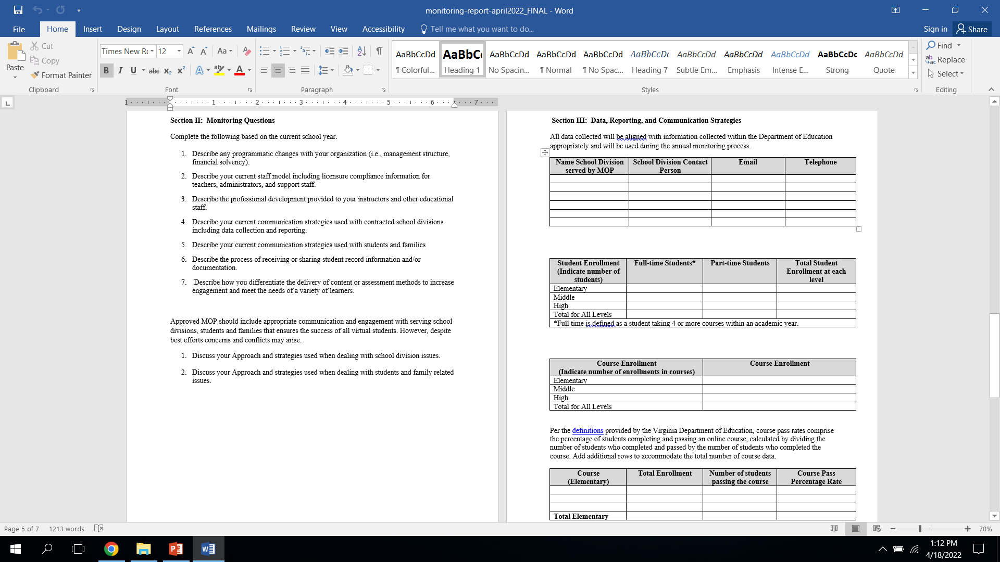 monitoring-report-april2022_FINAL - Word
File Home Insert Design Layout References Mailings Review View Accessibility Tell me what you want to do... Sign in Share
Paste
Cut
Copy
Format Painter
Clipboard
Times New Rc 12 Aa
B I U abc X2 X2 A ab A
Font
Paragraph
AaBbCcDd AaBbC AaBbCcDd AaBbCcDd AaBbCcDd AaBbCcDc AaBbCcDd AaBbCcDd AaBbCcDd AaBbCcDc AaBbCcDd
¶ Colorful... Heading 1 No Spacin... ¶ Normal ¶ No Spac... Heading 7 Subtle Em... Emphasis Intense E... Strong Quote
Styles
Find
Replace
Select
Editing
1 1 2 3 4 5 6 7
Section II: Monitoring Questions
Complete the following based on the current school year.
1. Describe any programmatic changes with your organization (i.e., management structure,
financial solvency).
2. Describe your current staff model including licensure compliance information for
teachers, administrators, and support staff.
3. Describe the professional development provided to your instructors and other educational
staff.
4. Describe your current communication strategies used with contracted school divisions
including data collection and reporting.
5. Describe your current communication strategies used with students and families
6. Describe the process of receiving or sharing student record information and/or
documentation.
7. Describe how you differentiate the delivery of content or assessment methods to increase
engagement and meet the needs of a variety of learners.
Approved MOP should include appropriate communication and engagement with serving school
divisions, students and families that ensures the success of all virtual students. However, despite
best efforts concerns and conflicts may arise.
1. Discuss your Approach and strategies used when dealing with school division issues.
2. Discuss your Approach and strategies used when dealing with students and family related
issues.
Section III: Data, Reporting, and Communication Strategies
All data collected will be aligned with information collected within the Department of Education
appropriately and will be used during the annual monitoring process.
Name School Division School Division Contact Email Telephone
served by MOP Person
Student Enrollment Full-time Students* Part-time Students Total Student
(Indicate number of Enrollment at each
students) level
Elementary
Middle
High
Total for All Levels
*Full time is defined as a student taking 4 or more courses within an academic year.
Course Enrollment Course Enrollment
(Indicate number of enrollments in courses)
Elementary
Middle
High
Total for All Levels
Per the definitions provided by the Virginia Department of Education, course pass rates comprise
the percentage of students completing and passing an online course, calculated by dividing the
number of students who completed and passed by the number of students who completed the
course. Add additional rows to accommodate the total number of course data.
Course Total Enrollment Number of students Course Pass
(Elementary) passing the course Percentage Rate
Total Elementary
Page 5 of 7 1213 words 70%
1:12 PM
4/18/2022